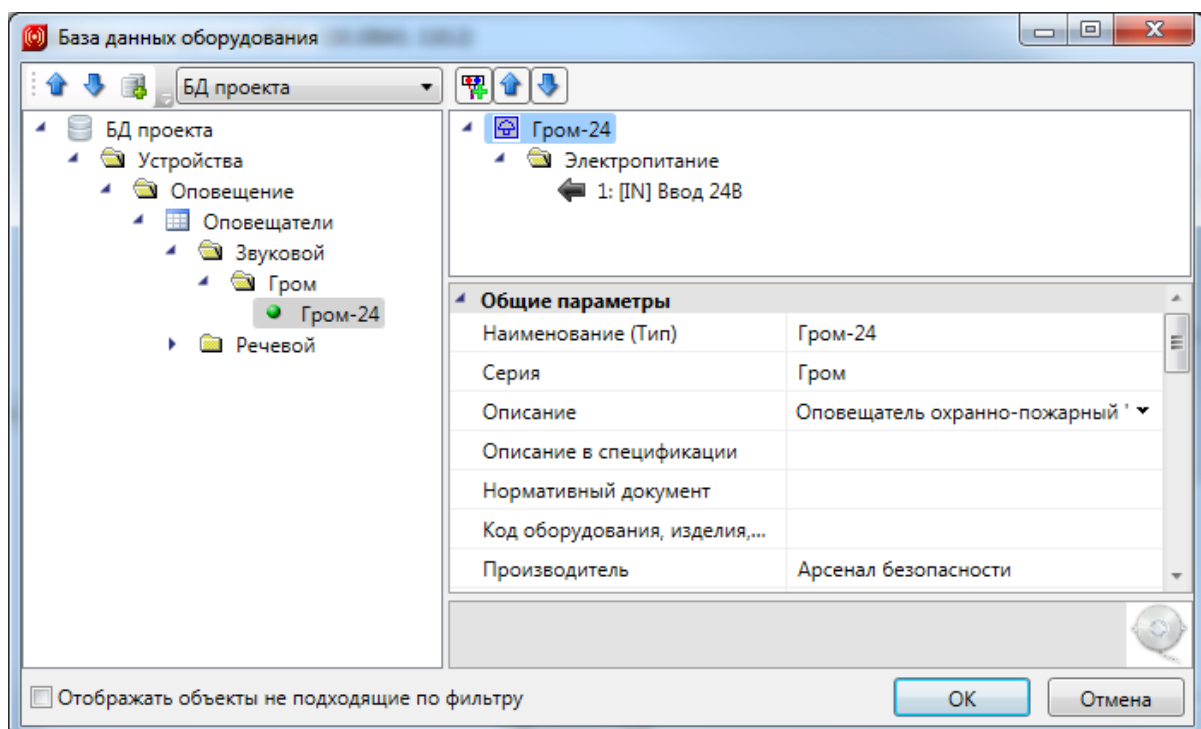 База данных оборудования
БД проекта
БД проекта
Устройства
Оповещение
Оповещатели
Звуковой
Гром
Гром-24
Речевой
Гром-24
Электропитание
1: [IN] Ввод 24В
Общие параметры
Наименование (Тип) Гром-24
Серия Гром
Описание Оповещатель охранно-пожарный '
Описание в спецификации
Нормативный документ
Код оборудования, изделия,...
Производитель Арсенал безопасности
Отображать объекты не подходящие по фильтру
OK Отмена